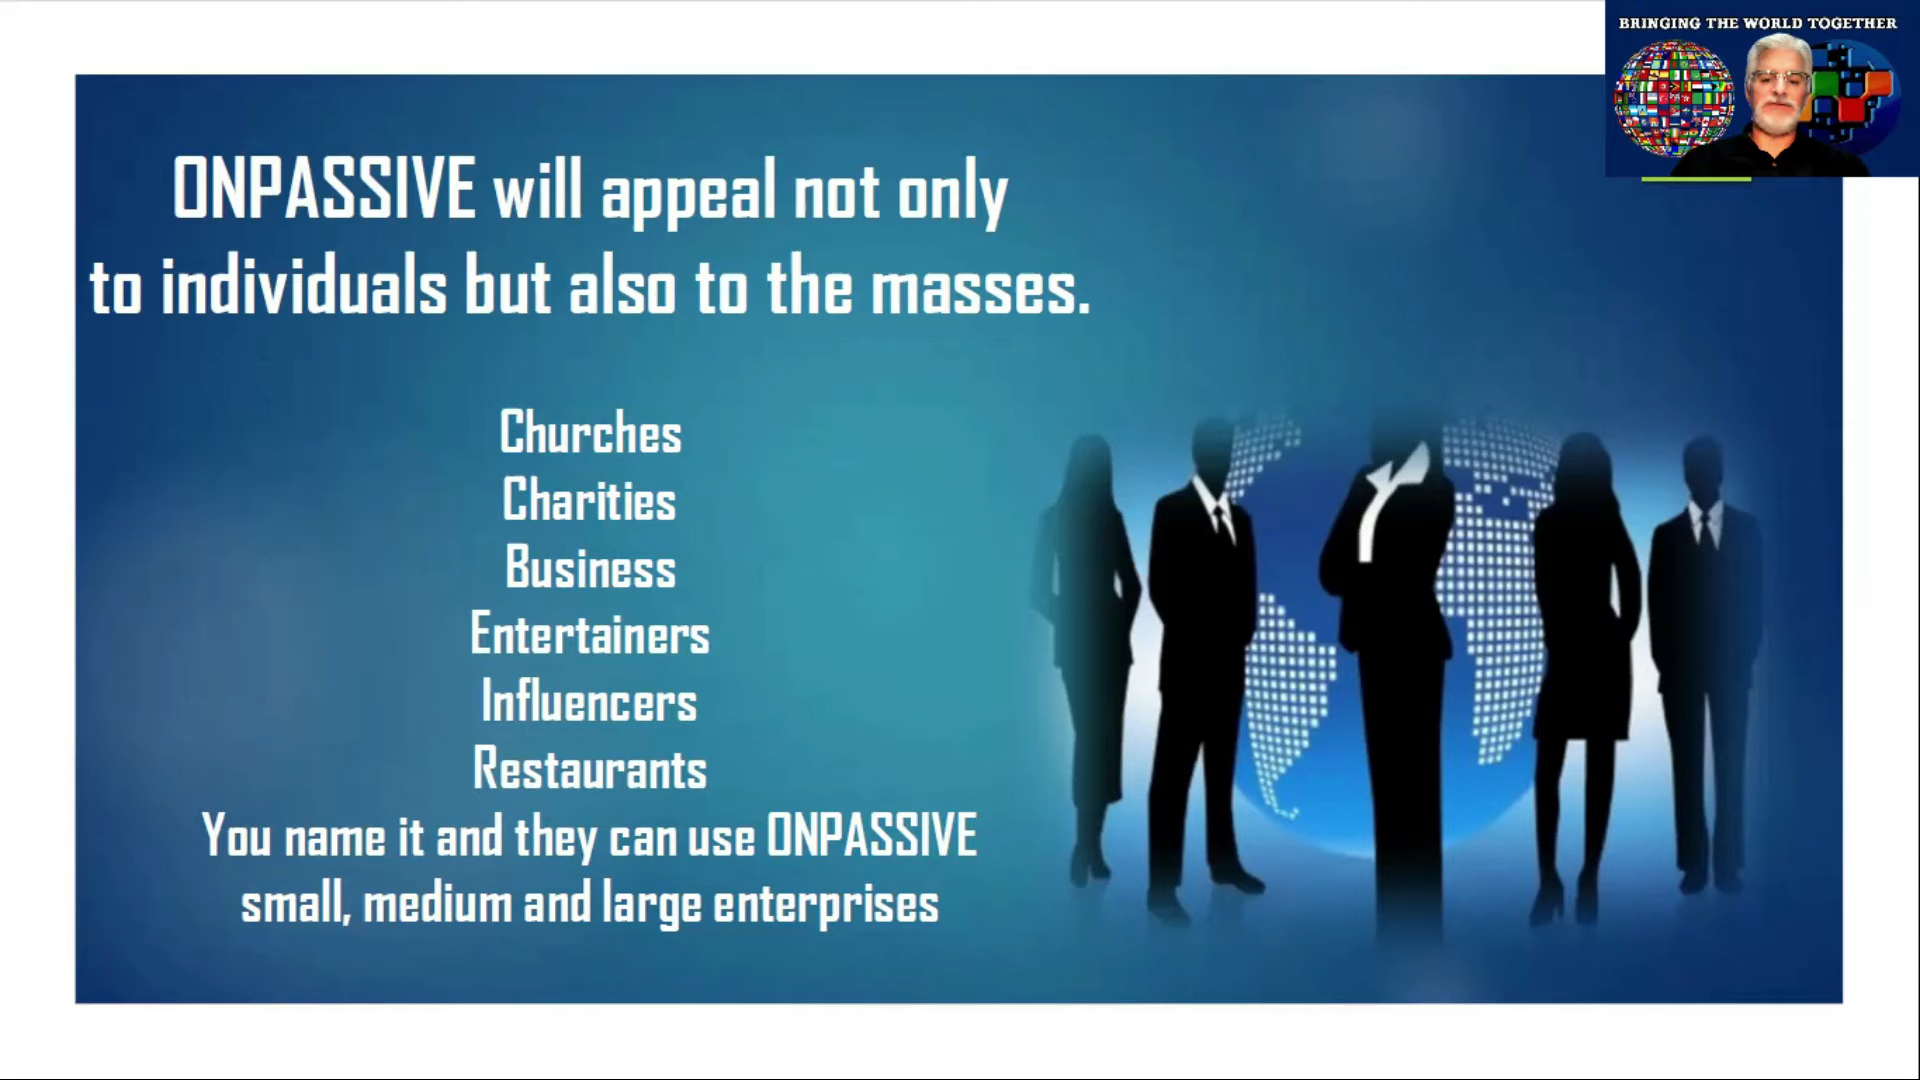 BRINGING THE WORLD TOGETHER
ONPASSIVE will appeal not only
to individuals but also to the masses.
Churches
Charities
Business
Entertainers
Influencers
Restaurants
You name it and they can use ONPASSIVE
small, medium and large enterprises